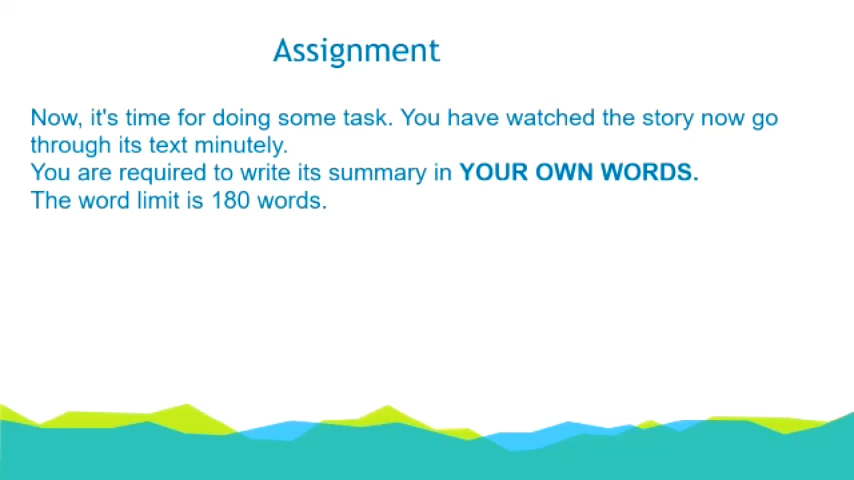 Assignment
Now, it's time for doing some task. You have watched the story now go
through its text minutely.
You are required to write its summary in YOUR OWN WORDS.
The word limit is 180 words.